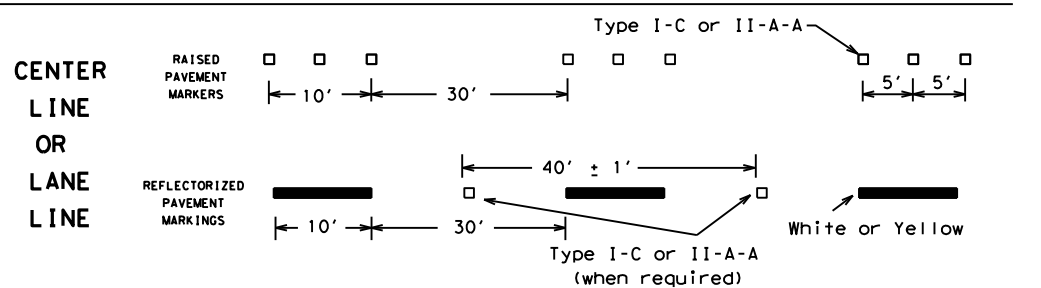 Type I-C or II-A-A
CENTER
LINE
OR
LANE
LINE
RAISED
PAVEMENT
MARKERS
10'
30'
5'
5'
REFLECTORIZED
PAVEMENT
MARKINGS
40' ± 1'
10'
30'
Type I-C or II-A-A
(when required)
White or Yellow